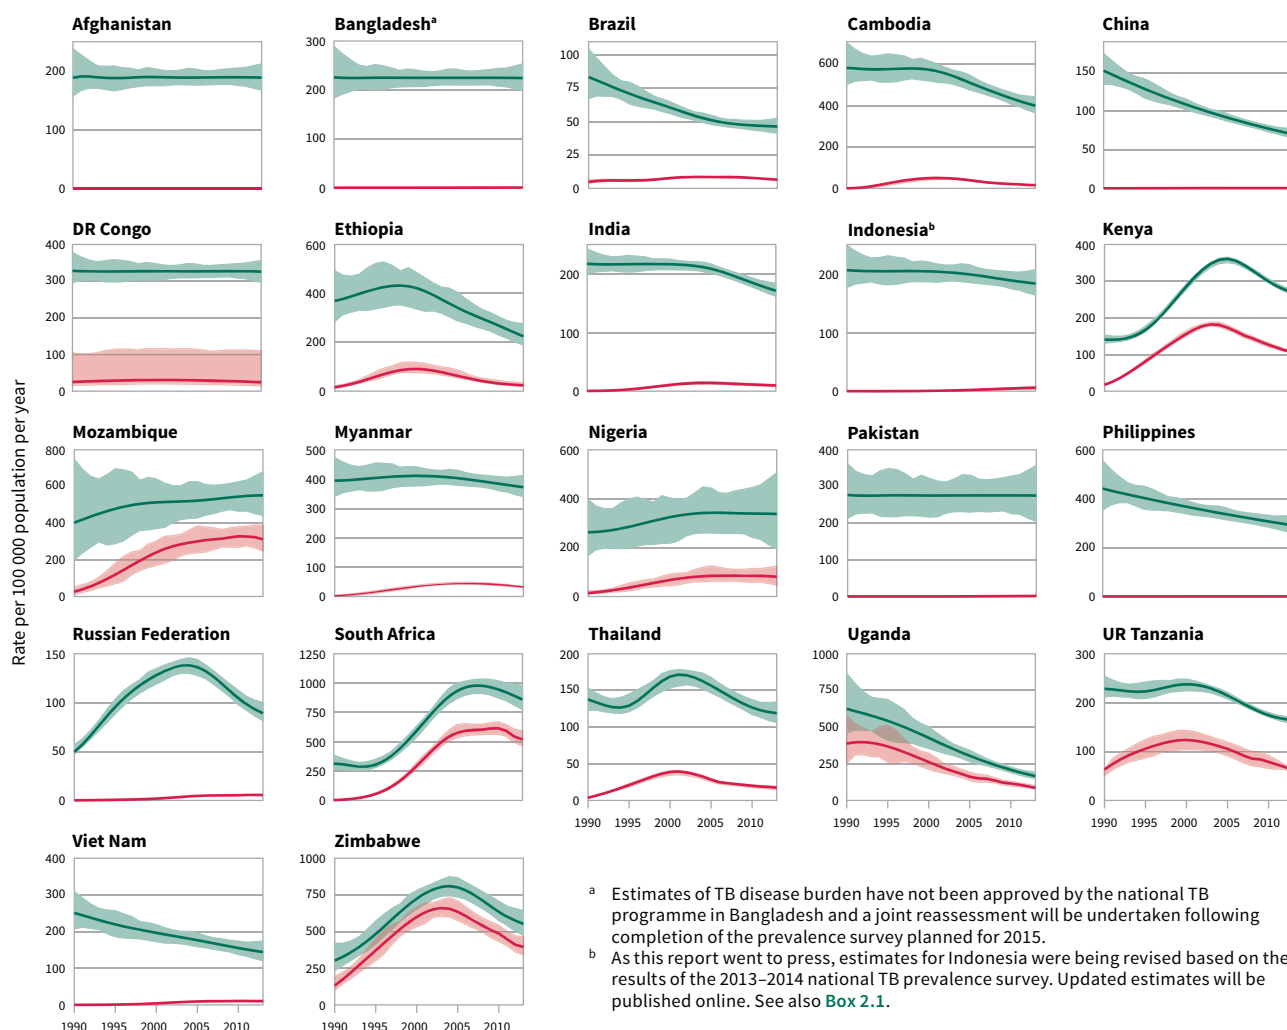 Rate per 100 000 population per year
Afghanistan
200
100
0
Bangladeshᵃ
300
200
100
0
Brazil
100
75
50
25
0
Cambodia
600
400
200
0
China
150
100
50
0
DR Congo
400
300
200
100
0
Ethiopia
600
400
200
0
India
200
100
0
Indonesiaᵇ
200
100
0
Kenya
400
300
200
100
0
Mozambique
800
600
400
200
0
Myanmar
500
400
300
200
100
0
Nigeria
600
400
200
0
Pakistan
400
300
200
100
0
Philippines
600
400
200
0
Russian Federation
150
100
50
0
South Africa
1250
1000
750
500
250
0
Thailand
200
150
100
50
0
1990 1995 2000 2005 2010
Uganda
1000
750
500
250
0
1990 1995 2000 2005 2010
UR Tanzania
300
200
100
0
1990 1995 2000 2005 2010
Viet Nam
400
300
200
100
0
1990 1995 2000 2005 2010
Zimbabwe
1000
750
500
250
0
1990 1995 2000 2005 2010
ᵃ Estimates of TB disease burden have not been approved by the national TB
programme in Bangladesh and a joint reassessment will be undertaken following
completion of the prevalence survey planned for 2015.
ᵇ As this report went to press, estimates for Indonesia were being revised based on the
results of the 2013–2014 national TB prevalence survey. Updated estimates will be
published online. See also Box 2.1.